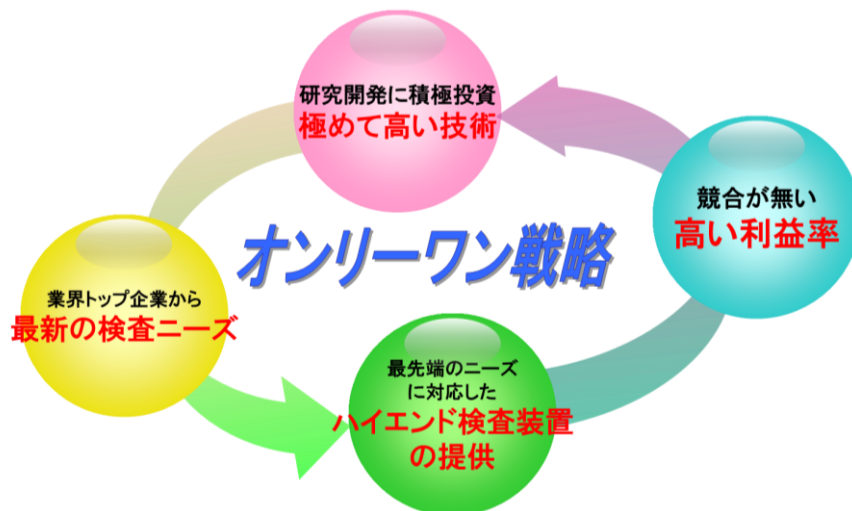 研究開発に積極投資
極めて高い技術
競合が無い
高い利益率
オンリーワン戦略
業界トップ企業から
最新の検査ニーズ
最先端のニーズ
に対応した
ハイエンド検査装置
の提供